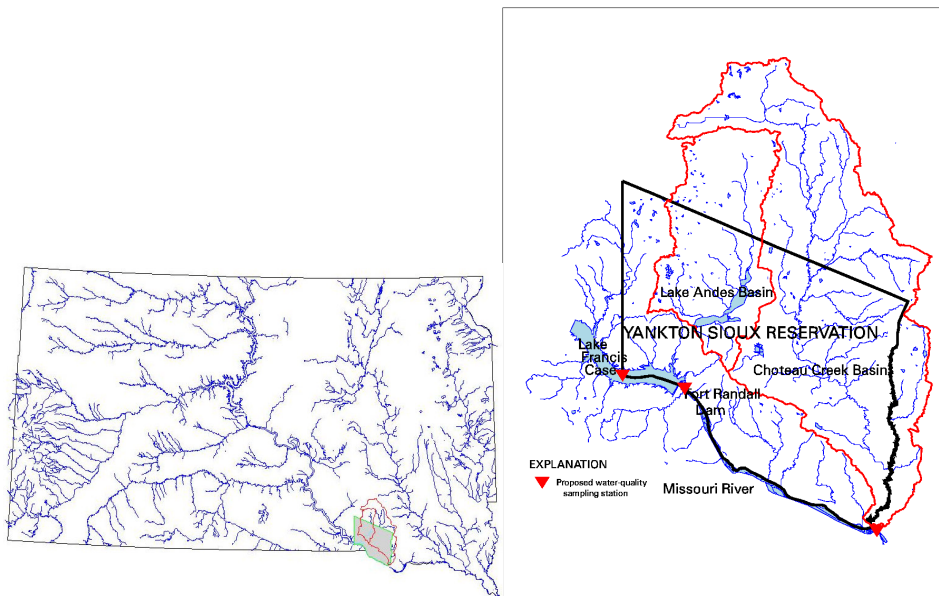 Lake Andes Basin
YANKTON SIOUX RESERVATION
Lake
Francis
Case
Choteau Creek Basin
Fort Randall
Dam
EXPLANATION
Proposed water-quality
sampling station
Missouri River